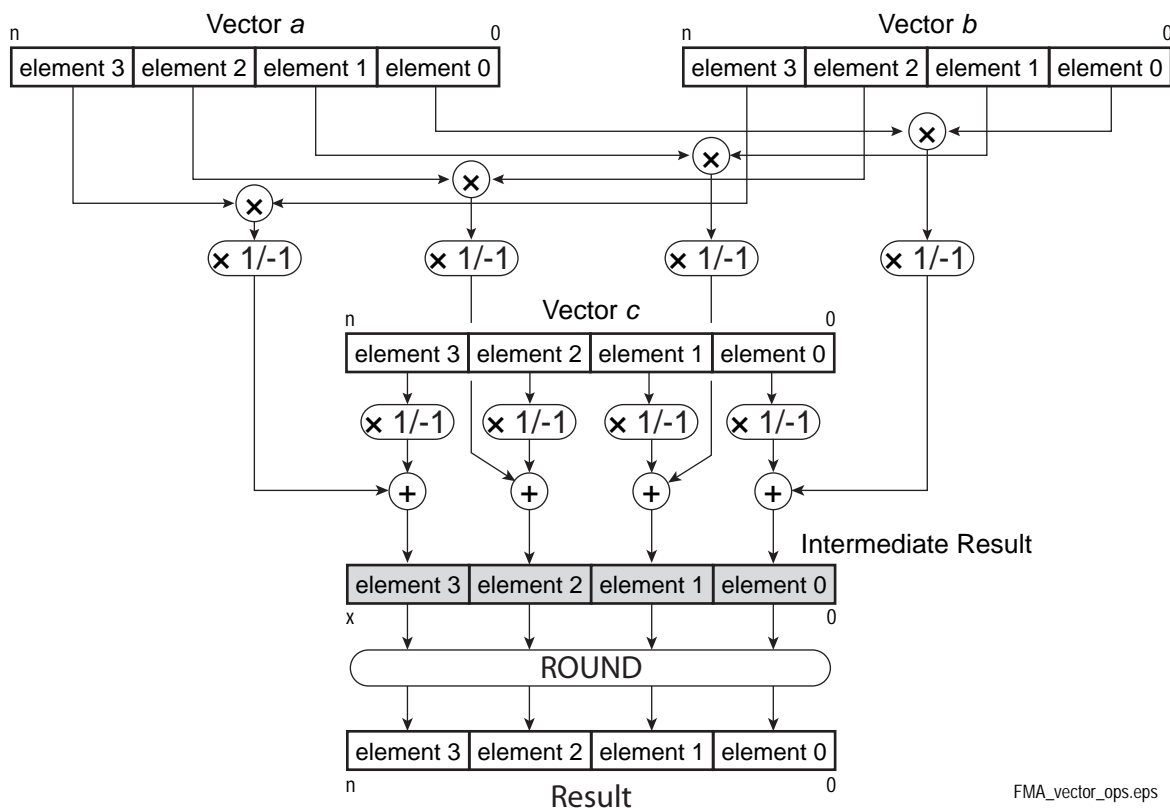 Vector a
Vector b
n 0
n 0
element 3 element 2 element 1 element 0
element 3 element 2 element 1 element 0
×
×
×
×
× 1/-1 × 1/-1 × 1/-1 × 1/-1
Vector c
n 0
element 3 element 2 element 1 element 0
× 1/-1 × 1/-1 × 1/-1 × 1/-1
+ + + +
Intermediate Result
element 3 element 2 element 1 element 0
x 0
ROUND
element 3 element 2 element 1 element 0
n 0
Result
FMA_vector_ops.eps